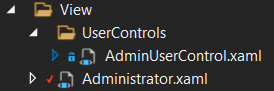 View
UserControls
AdminUserControl.xaml
Administrator.xaml